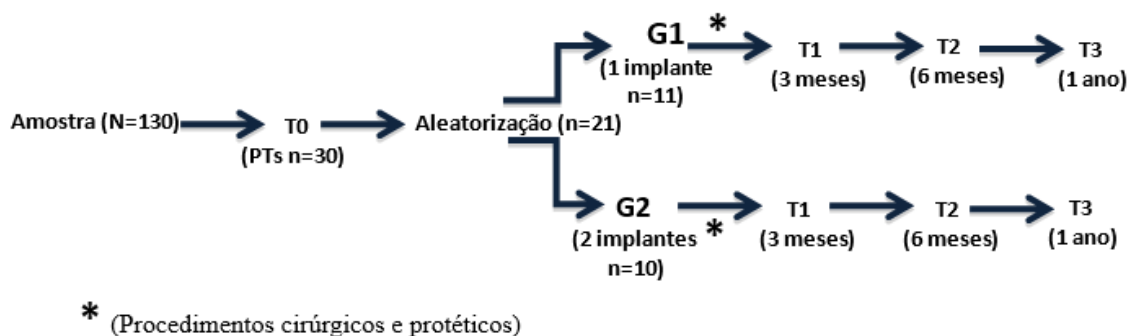 Amostra (N=130)
T0
(PTs n=30)
Aleatorização (n=21)
G1
(1 implante
n=11)
*
T1
(3 meses)
T2
(6 meses)
T3
(1 ano)
G2
(2 implantes
n=10)
*
T1
(3 meses)
T2
(6 meses)
T3
(1 ano)
* (Procedimentos cirúrgicos e protéticos)